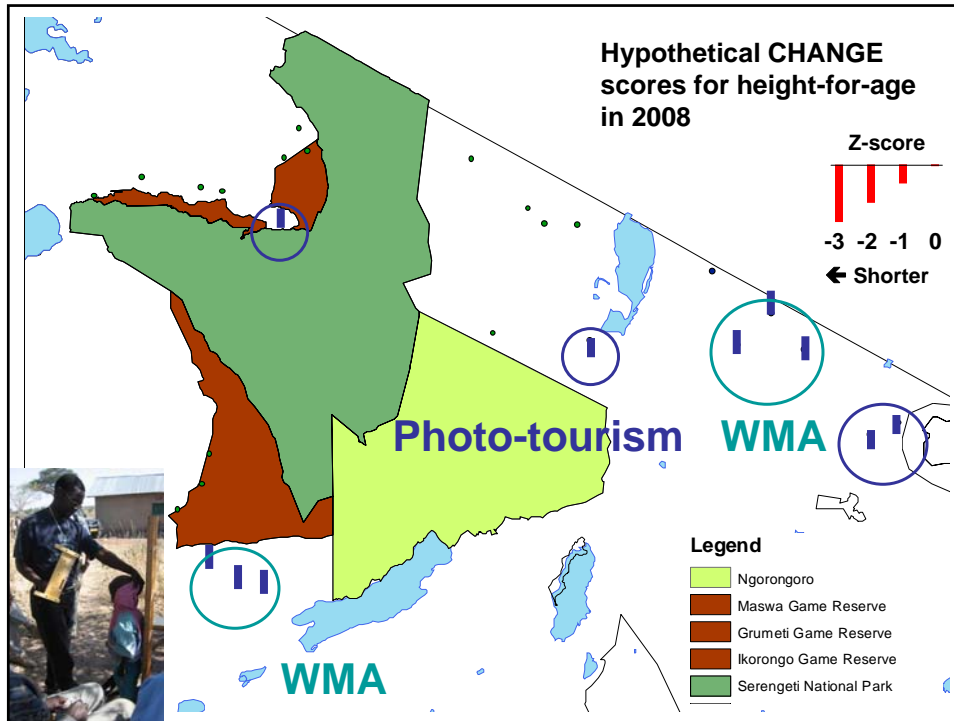 Hypothetical CHANGE
scores for height-for-age
in 2008
Z-score
-3 -2 -1 0
← Shorter
Photo-tourism
WMA
WMA
Legend
Ngorongoro
Maswa Game Reserve
Grumeti Game Reserve
Ikorongo Game Reserve
Serengeti National Park